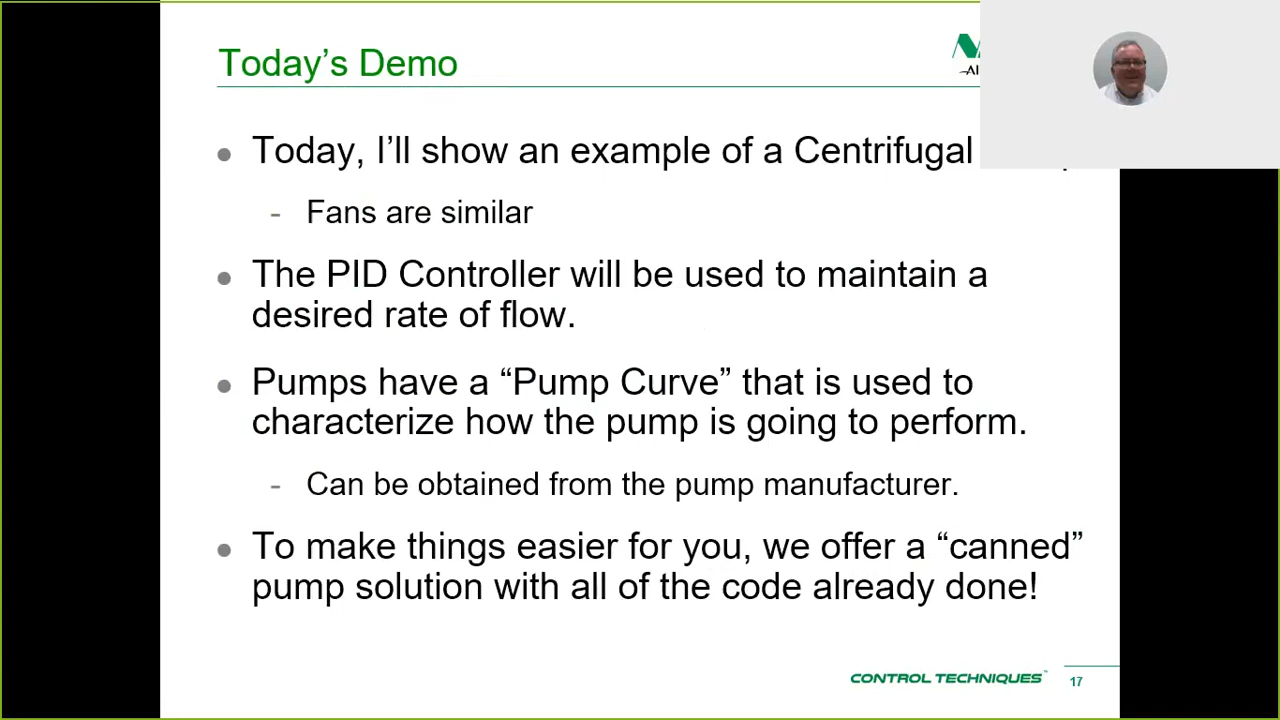 Today's Demo
Today, I'll show an example of a Centrifugal
- Fans are similar
The PID Controller will be used to maintain a
desired rate of flow.
Pumps have a “Pump Curve” that is used to
characterize how the pump is going to perform.
- Can be obtained from the pump manufacturer.
To make things easier for you, we offer a “canned”
pump solution with all of the code already done!
CONTROL TECHNIQUES™
17